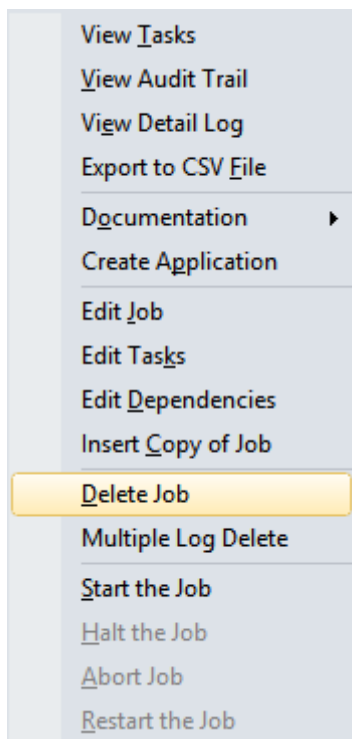 View Tasks
View Audit Trail
View Detail Log
Export to CSV File
Documentation
Create Application
Edit Job
Edit Tasks
Edit Dependencies
Insert Copy of Job
Delete Job
Multiple Log Delete
Start the Job
Halt the Job
Abort Job
Restart the Job